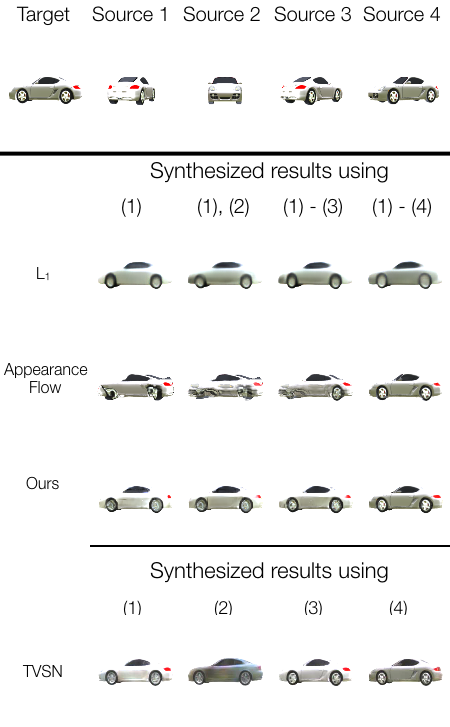 Target Source 1 Source 2 Source 3 Source 4
Synthesized results using
(1) (1), (2) (1) - (3) (1) - (4)
L₁
Appearance
Flow
Ours
Synthesized results using
(1) (2) (3) (4)
TVSN